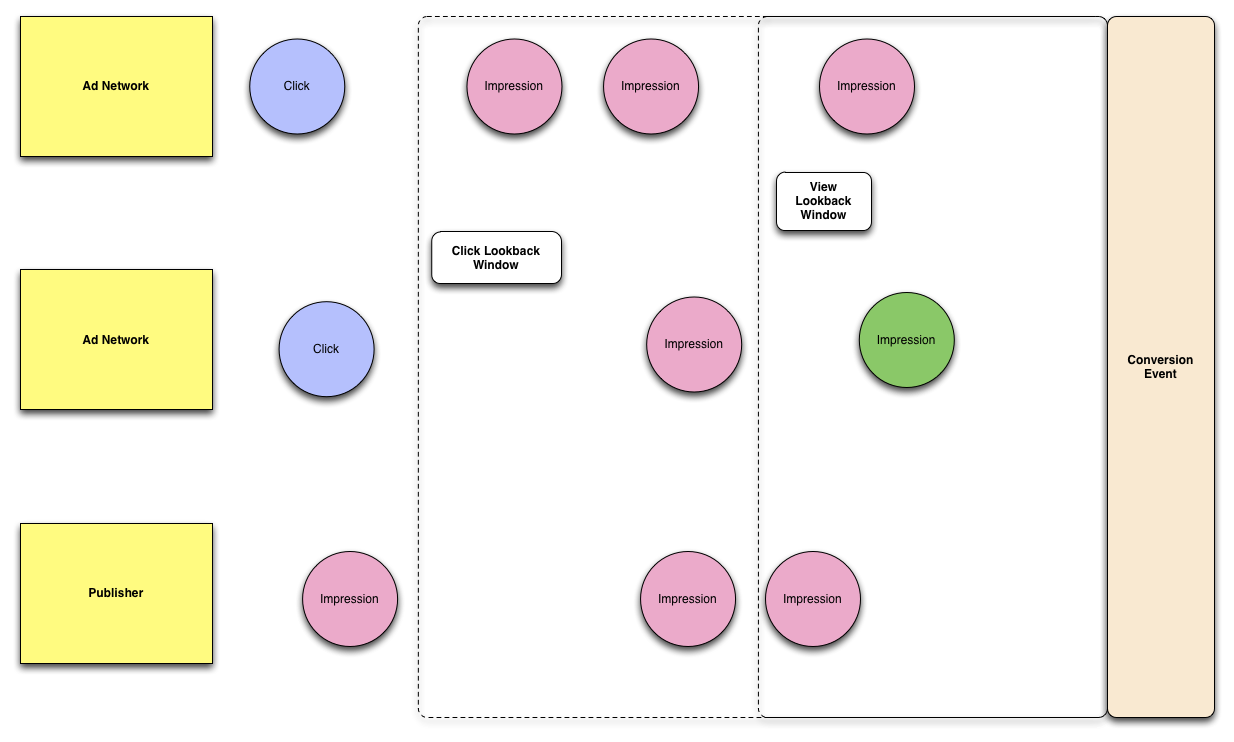 Ad Network
Click
Impression
Impression
Impression
View
Lookback
Window
Click Lookback
Window
Ad Network
Click
Impression
Impression
Conversion
Event
Publisher
Impression
Impression
Impression